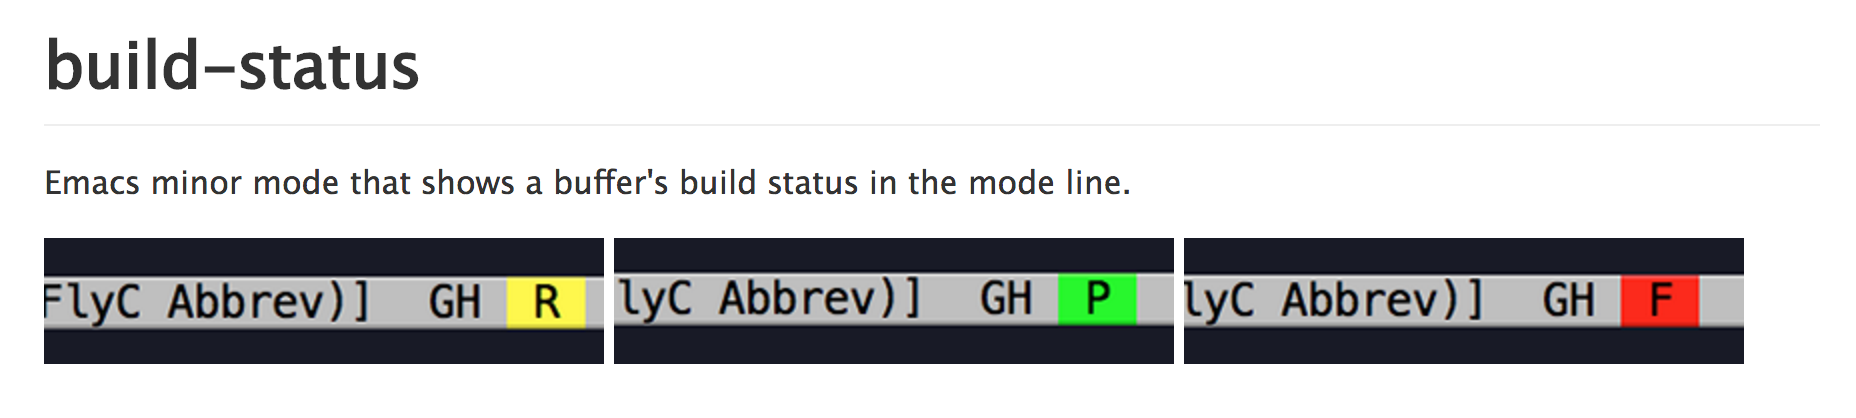 build-status
Emacs minor mode that shows a buffer's build status in the mode line.
FlyC Abbrev)] GH R
lyC Abbrev)] GH P
lyC Abbrev)] GH F